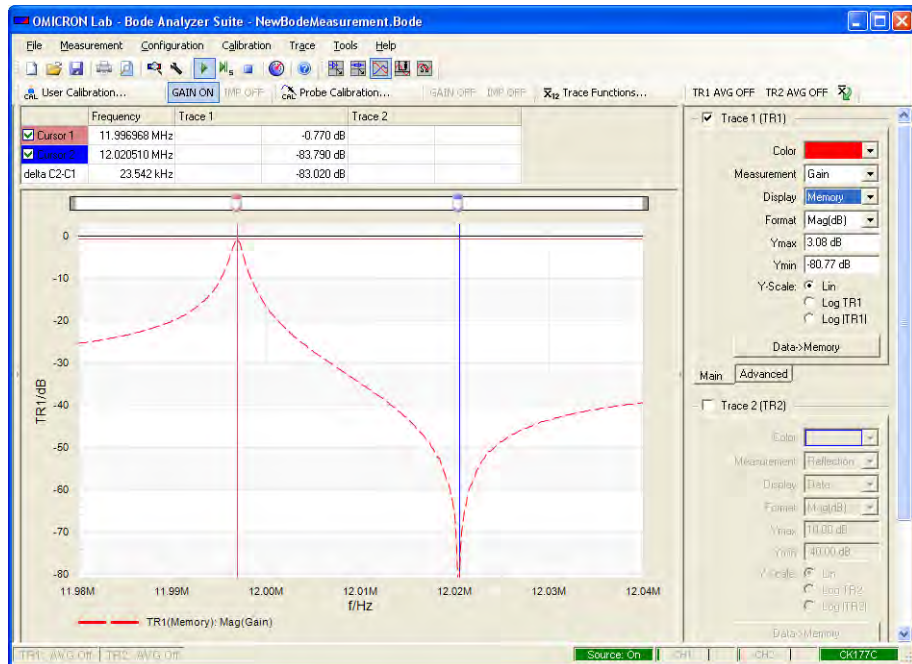 OMICRON Lab - Bode Analyzer Suite - NewBodeMeasurement.Bode
File Measurement Configuration Calibration Trace Tools Help
CAL User Calibration... GAIN ON IMP OFF CAL Probe Calibration... GAIN OFF IMP OFF X12 Trace Functions... TR1 AVG OFF TR2 AVG OFF
Frequency Trace 1 Trace 2
Cursor 1 11.996968 MHz -0.770 dB
Cursor 2 12.020510 MHz -83.790 dB
delta C2-C1 23.542 kHz -83.020 dB
TR1/dB
0
-10
-20
-30
-40
-50
-60
-70
-80
11.98M 11.99M 12.00M 12.01M 12.02M 12.03M 12.04M
f/Hz
TR1(Memory): Mag(Gain)
Trace 1 (TR1)
Color
Measurement Gain
Display Memory
Format Mag(dB)
Ymax 3.08 dB
Ymin -80.77 dB
Y-Scale: Lin
Log TR1
Log |TR1|
Data->Memory
Main Advanced
Trace 2 (TR2)
Color
Measurement Reflection
Display Data
Format Mag(dB)
Ymax 10.00 dB
Ymin -40.00 dB
Y-Scale: Lin
Log TR2
Log |TR2|
Data->Memory
TR1: AVG Off TR2: AVG Off Source: On CH1 CH2 CK177C